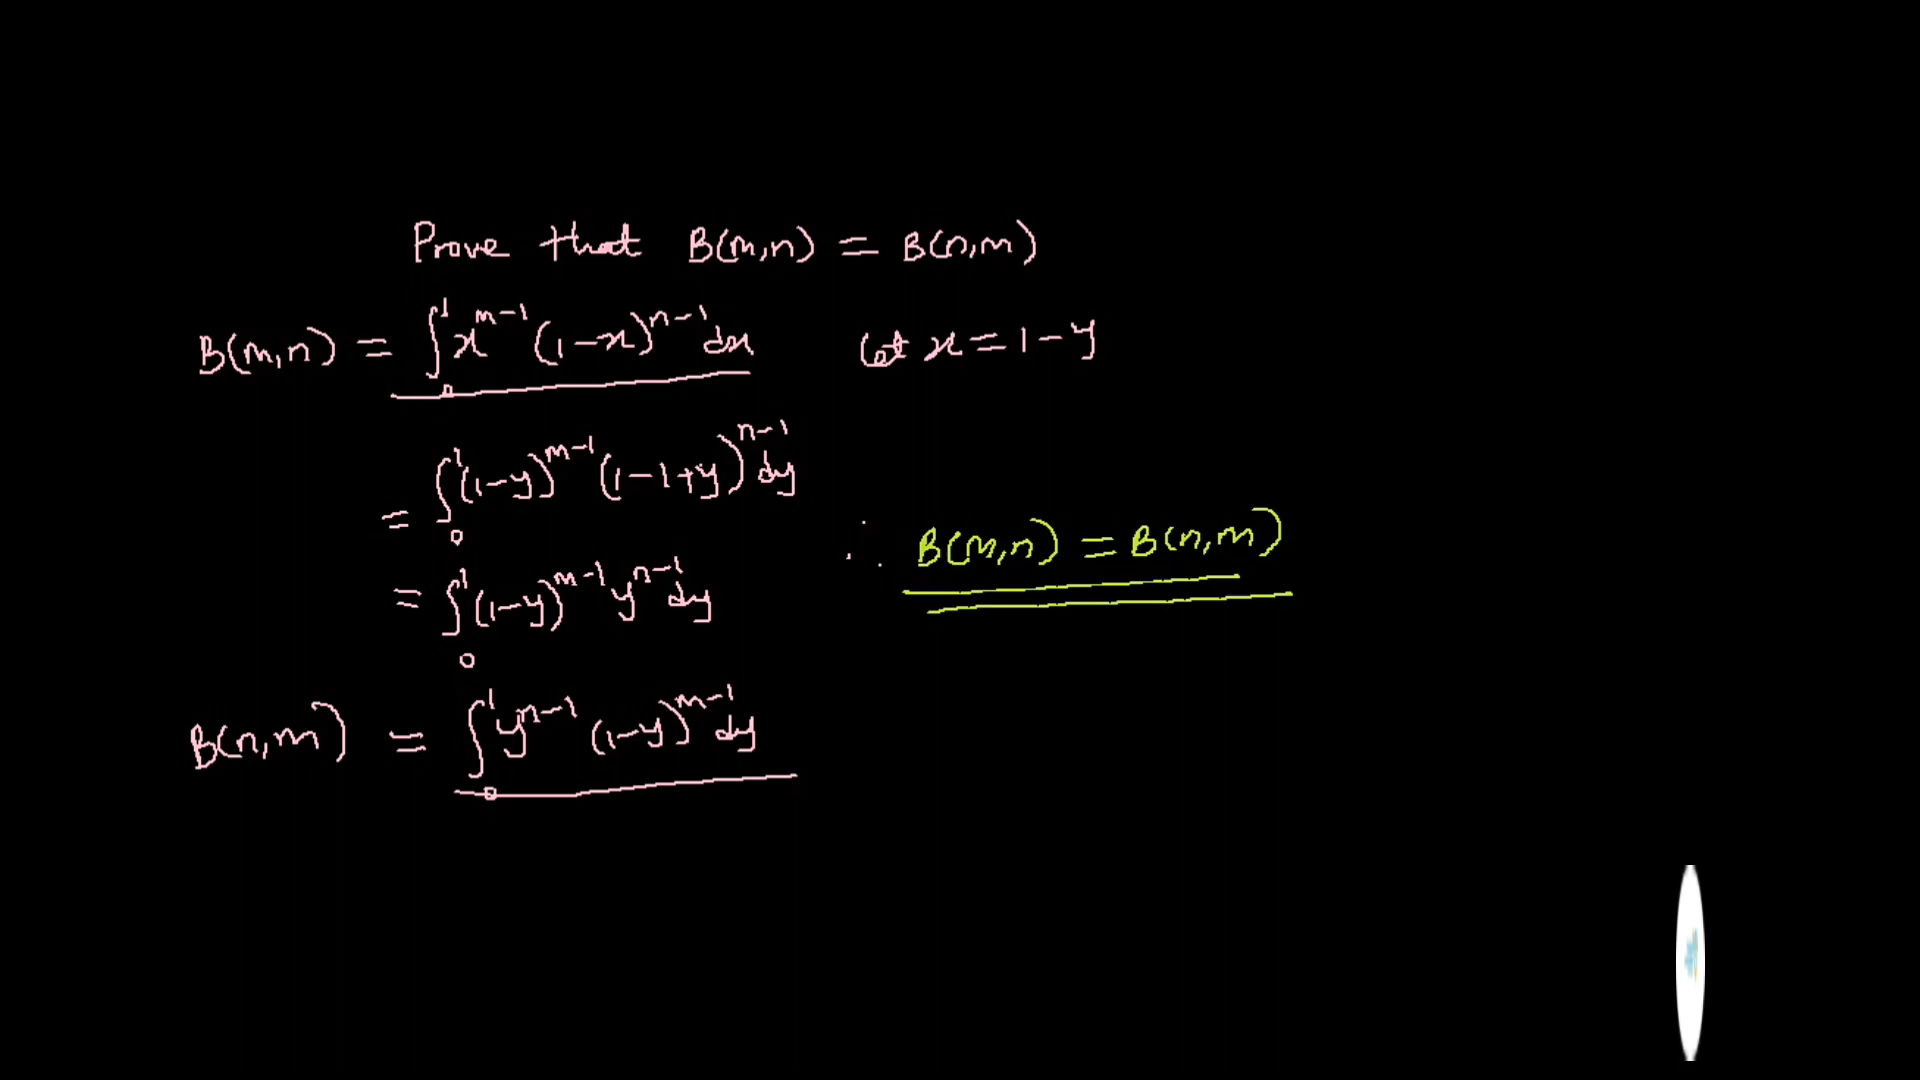 Prove that B(m,n) = B(n,m)
B(m,n) = ∫₀¹ x^{m-1} (1-x)^{n-1} dx    Let x = 1-y
= ∫₀¹ (1-y)^{m-1} (1-1+y)^{n-1} dy
∴ B(m,n) = B(n,m)
= ∫₀¹ (1-y)^{m-1} y^{n-1} dy
B(n,m) = ∫₀¹ y^{n-1} (1-y)^{m-1} dy